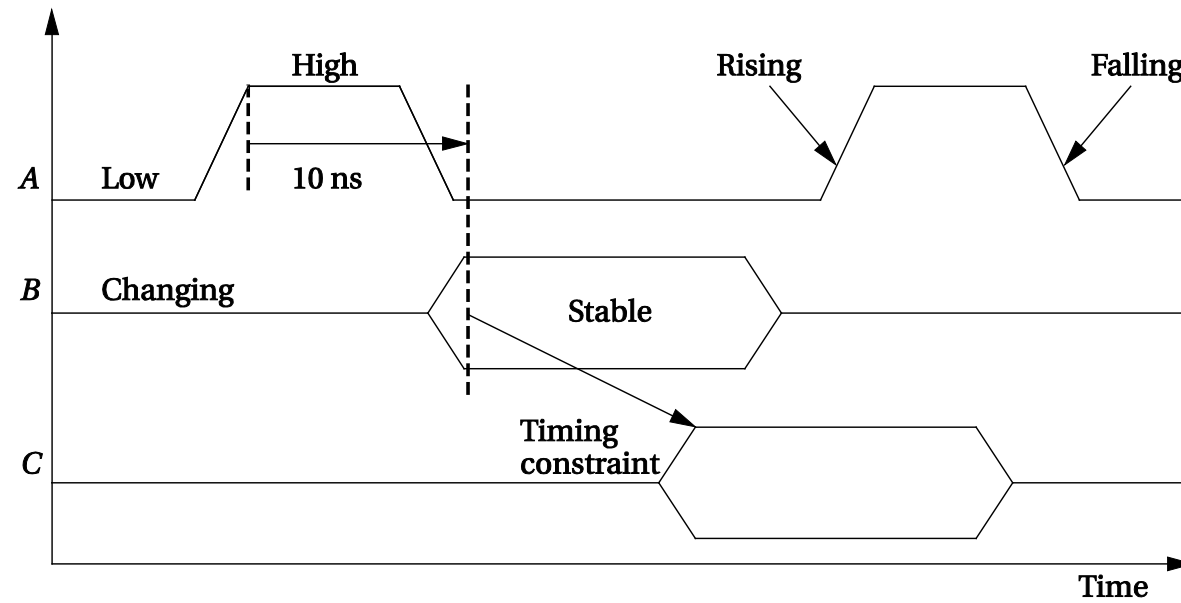 High
Rising
Falling
A
Low
10 ns
B
Changing
Stable
Timing
constraint
C
Time